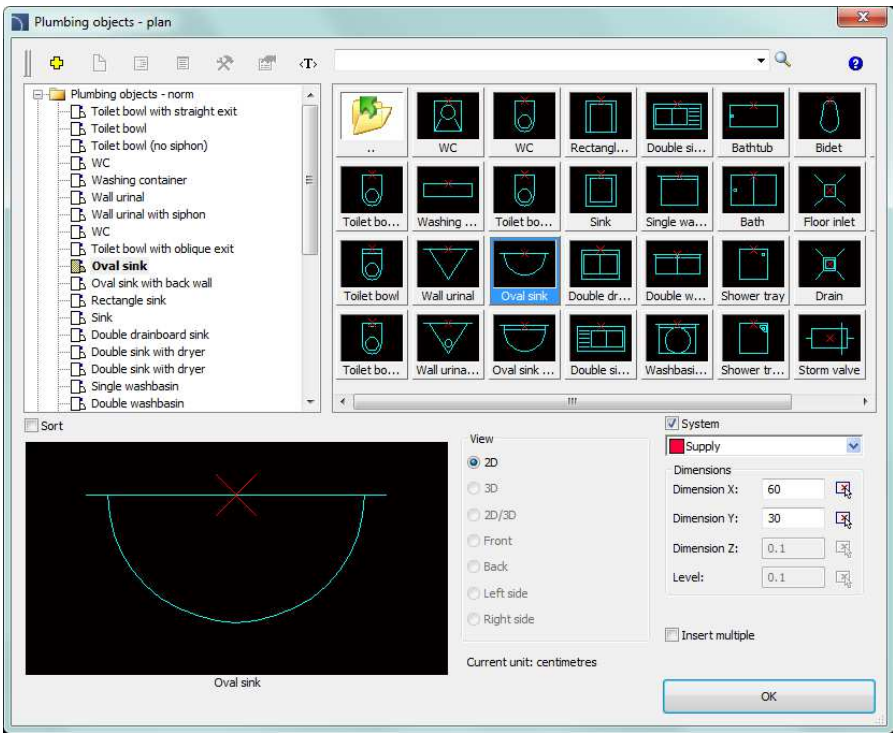 Plumbing objects - plan
<T>
Plumbing objects - norm
Toilet bowl with straight exit
Toilet bowl
Toilet bowl (no siphon)
WC
Washing container
Wall urinal
Wall urinal with siphon
WC
Toilet bowl with oblique exit
Oval sink
Oval sink with back wall
Rectangle sink
Sink
Double drainboard sink
Double sink with dryer
Double sink with dryer
Single washbasin
Double washbasin
.. WC WC Rectangl... Double si... Bathtub Bidet
Toilet bo... Washing ... Toilet bo... Sink Single wa... Bath Floor inlet
Toilet bowl Wall urinal Oval sink Double dr... Double w... Shower tray Drain
Toilet bo... Wall urina... Oval sink ... Double si... Washbasi... Shower tr... Storm valve
Sort
Oval sink
View
2D
3D
2D/3D
Front
Back
Left side
Right side
Current unit: centimetres
System
Supply
Dimensions
Dimension X: 60
Dimension Y: 30
Dimension Z: 0.1
Level: 0.1
Insert multiple
OK